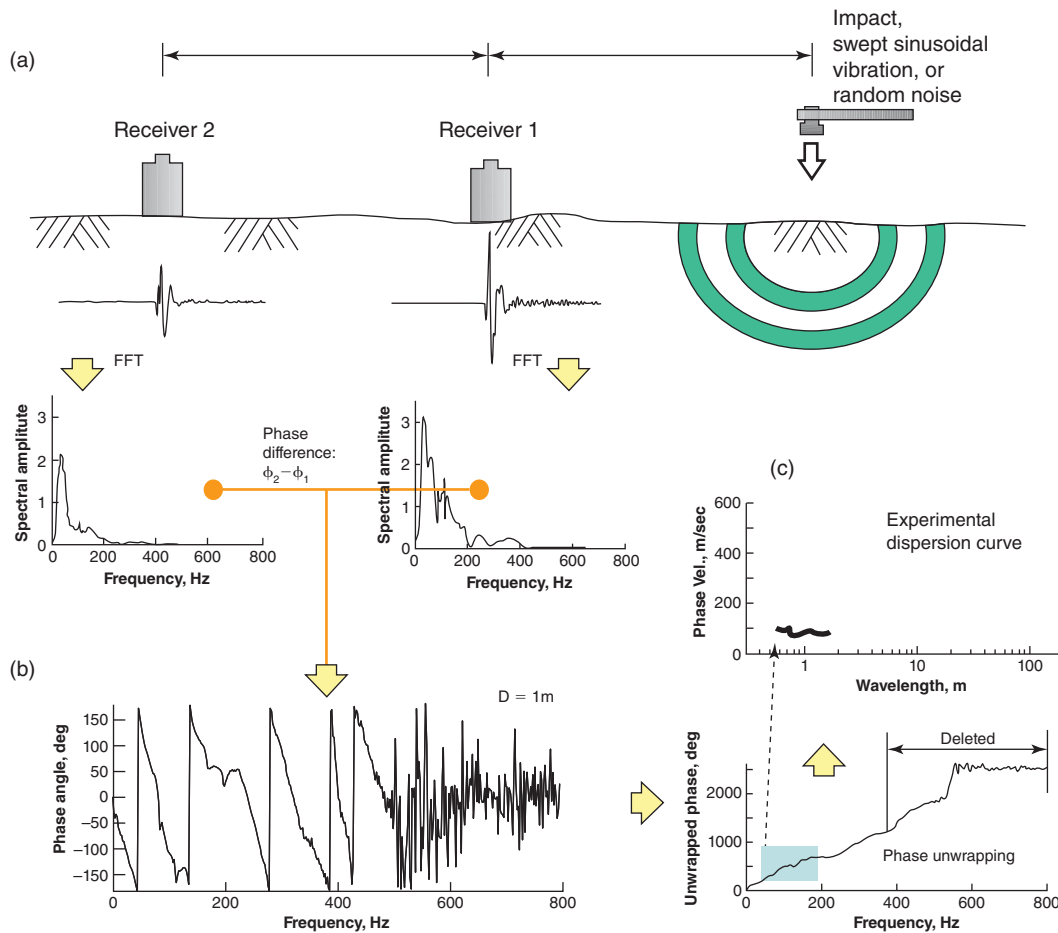 (a)
Impact,
swept sinusoidal
vibration, or
random noise
Receiver 2
Receiver 1
FFT
FFT
Spectral amplitute
3
2
1
0
0
200
400
600
800
Frequency, Hz
Phase
difference:
ϕ₂−ϕ₁
Spectral amplitute
3
2
1
0
0
200
400
600
800
Frequency, Hz
(c)
Phase Vel., m/sec
600
400
200
100
300
Experimental
dispersion curve
1
10
100
Wavelength, m
(b)
D = 1m
Phase angle, deg
150
100
50
0
−50
−100
−150
0
200
400
600
800
Frequency, Hz
Deleted
Unwrapped phase, deg
2000
1000
0
Phase unwrapping
0
200
400
600
800
Frequency, Hz